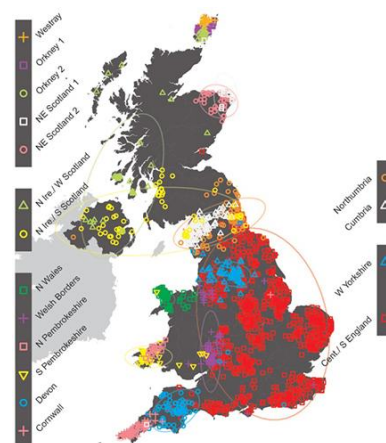 Westray
Orkney 1
Orkney 2
NE Scotland 1
NE Scotland 2
N Ire / W Scotland
N Ire / S Scotland
N Wales
Welsh Borders
N Pembrokeshire
S Pembrokeshire
Devon
Cornwall
Northumbria
Cumbria
W Yorkshire
Cent./ S England